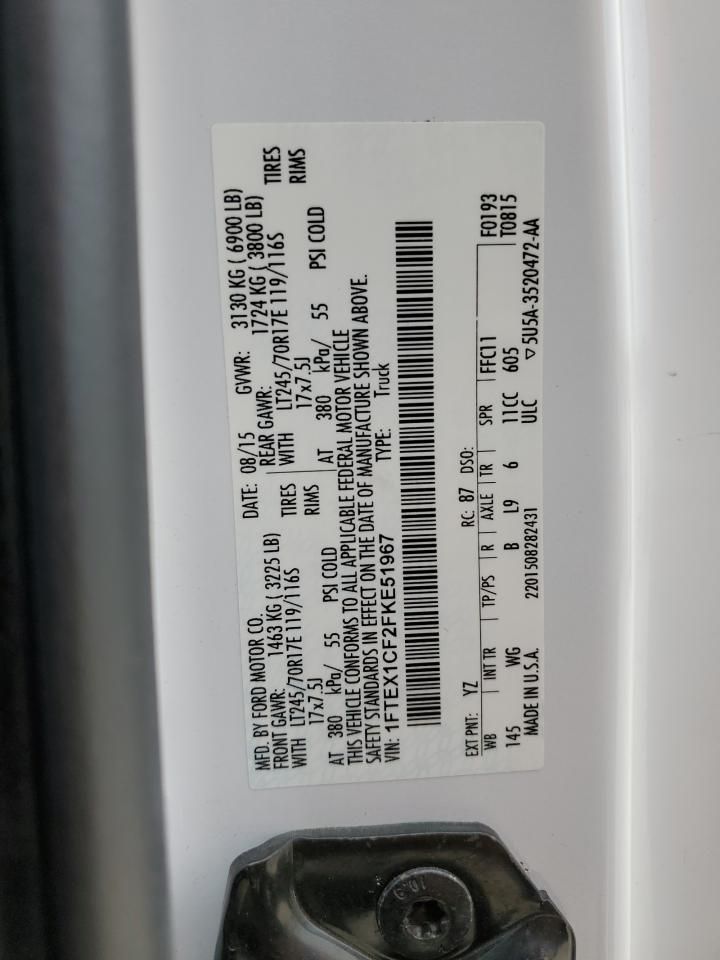 MFD. BY FORD MOTOR CO. DATE: 08/15 GVWR: 3130 KG ( 6900 LB)
FRONT GAWR: 1463 KG ( 3225 LB) REAR GAWR: 1724 KG ( 3800 LB)
WITH LT245/70R17E 119/116S TIRES WITH LT245/70R17E 119/116S TIRES
17x7.5J RIMS 17x7.5J RIMS
AT 380 kPa/ 55 PSI COLD AT 380 kPa/ 55 PSI COLD
THIS VEHICLE CONFORMS TO ALL APPLICABLE FEDERAL MOTOR VEHICLE
SAFETY STANDARDS IN EFFECT ON THE DATE OF MANUFACTURE SHOWN ABOVE.
VIN: 1FTEX1CF2FKE51967 TYPE: Truck
EXT PNT: YZ RC: 87 DSO: F0193
WB INT TR TP/PS R AXLE TR SPR FFC11 T0815
145 WG B L9 6 11CC 605
MADE IN U.S.A. 2201508282431 ULC ▽5U5A-3520472-AA
10.9